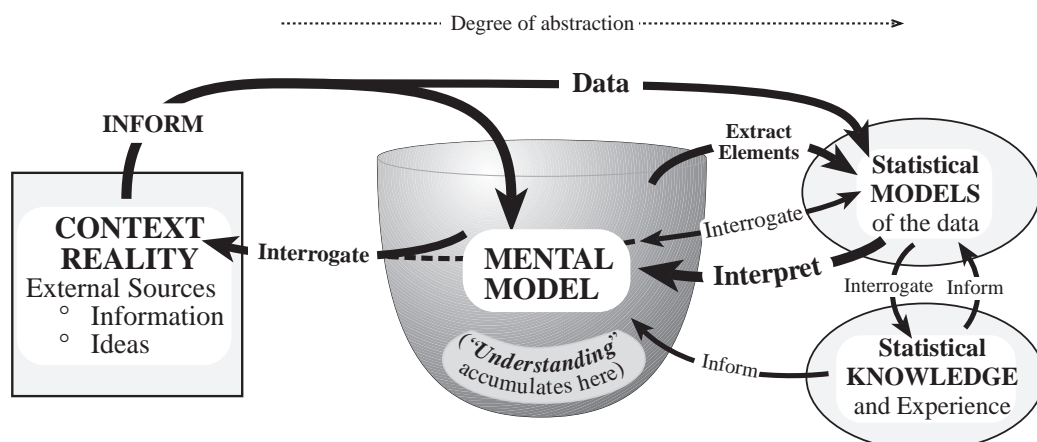 Degree of abstraction
Data
INFORM
Extract
Elements
Statistical
MODELS
of the data
CONTEXT
REALITY
External Sources
° Information
° Ideas
Interrogate
MENTAL
MODEL
Interrogate
Interpret
Interrogate
Inform
(“Understanding”
accumulates here)
Inform
Statistical
KNOWLEDGE
and Experience